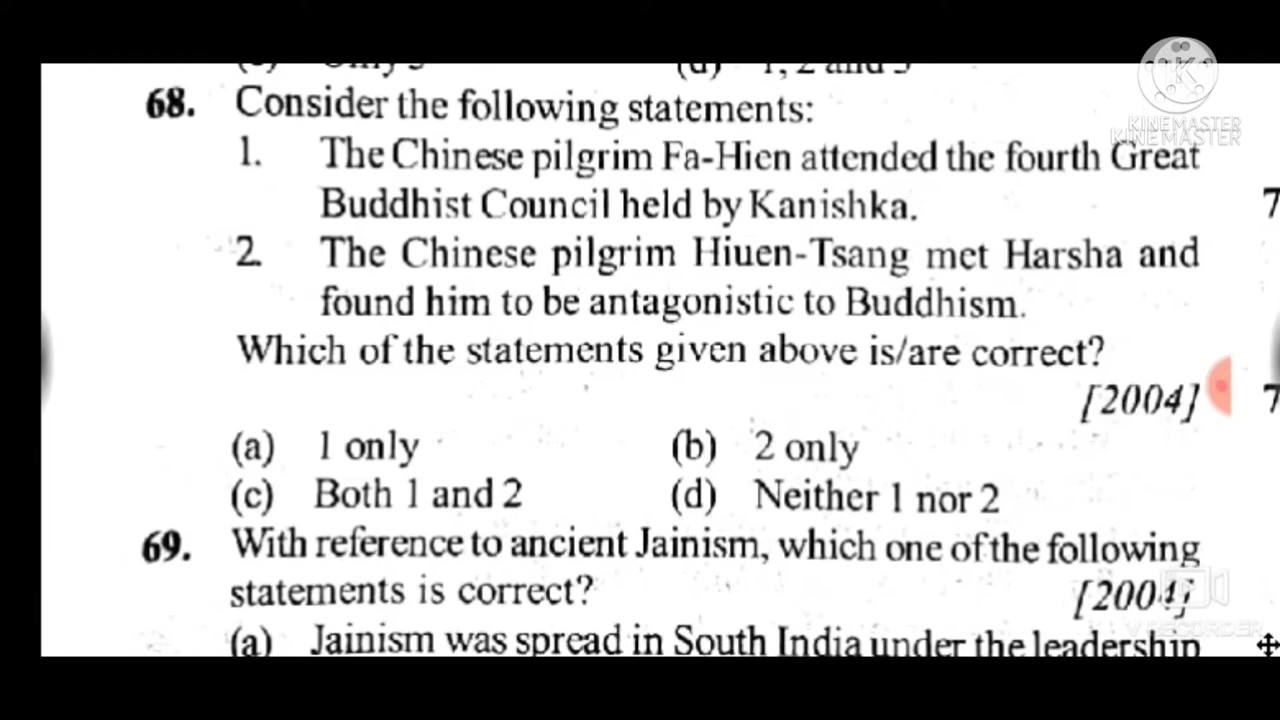 68. Consider the following statements:
1. The Chinese pilgrim Fa-Hien attended the fourth Great
Buddhist Council held by Kanishka.
2. The Chinese pilgrim Hiuen-Tsang met Harsha and
found him to be antagonistic to Buddhism.
Which of the statements given above is/are correct?
[2004]
(a) 1 only (b) 2 only
(c) Both 1 and 2 (d) Neither 1 nor 2
69. With reference to ancient Jainism, which one of the following
statements is correct? [2004]
(a) Jainism was spread in South India under the leadership
KINEMASTER
KINEMASTER
V RECORDER
7
7